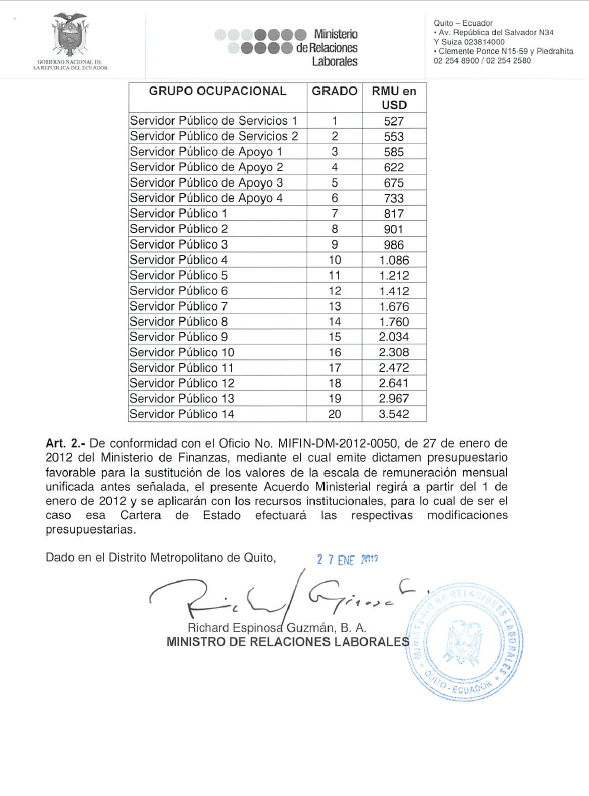 GOBIERNO NACIONAL DE
LA REPÚBLICA DEL ECUADOR
Ministerio
de Relaciones
Laborales
Quito – Ecuador
• Av. República del Salvador N34
Y Suiza 023814000
• Clemente Ponce N15-59 y Piedrahita
02 254 8900 / 02 254 2580
GRUPO OCUPACIONAL GRADO RMU en
USD
Servidor Público de Servicios 1 1 527
Servidor Público de Servicios 2 2 553
Servidor Público de Apoyo 1 3 585
Servidor Público de Apoyo 2 4 622
Servidor Público de Apoyo 3 5 675
Servidor Público de Apoyo 4 6 733
Servidor Público 1 7 817
Servidor Público 2 8 901
Servidor Público 3 9 986
Servidor Público 4 10 1.086
Servidor Público 5 11 1.212
Servidor Público 6 12 1.412
Servidor Público 7 13 1.676
Servidor Público 8 14 1.760
Servidor Público 9 15 2.034
Servidor Público 10 16 2.308
Servidor Público 11 17 2.472
Servidor Público 12 18 2.641
Servidor Público 13 19 2.967
Servidor Público 14 20 3.542
Art. 2.- De conformidad con el Oficio No. MIFIN-DM-2012-0050, de 27 de enero de
2012 del Ministerio de Finanzas, mediante el cual emite dictamen presupuestario
favorable para la sustitución de los valores de la escala de remuneración mensual
unificada antes señalada, el presente Acuerdo Ministerial regirá a partir del 1 de
enero de 2012 y se aplicarán con los recursos institucionales, para lo cual de ser el
caso esa Cartera de Estado efectuará las respectivas modificaciones
presupuestarias.
Dado en el Distrito Metropolitano de Quito, 27 ENE 2012
Richard Espinosa Guzmán, B. A.
MINISTRO DE RELACIONES LABORALES
MINISTERIO DE RELACIONES LABORALES
QUITO - ECUADOR